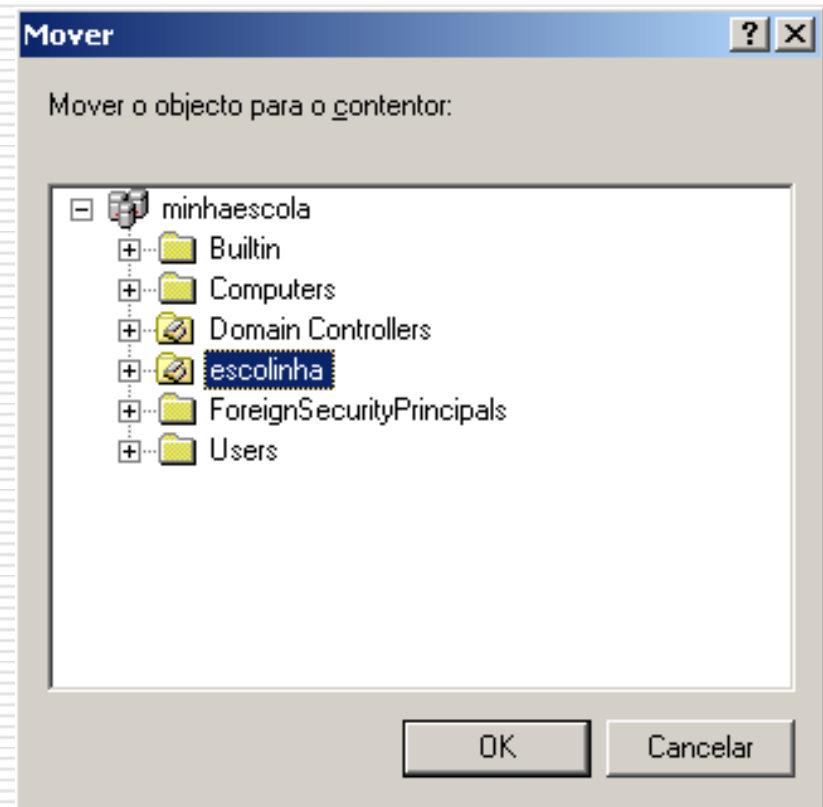 Mover
Mover o objecto para o contentor:
minhaescola
Builtin
Computers
Domain Controllers
escolinha
ForeignSecurityPrincipals
Users
OK
Cancelar